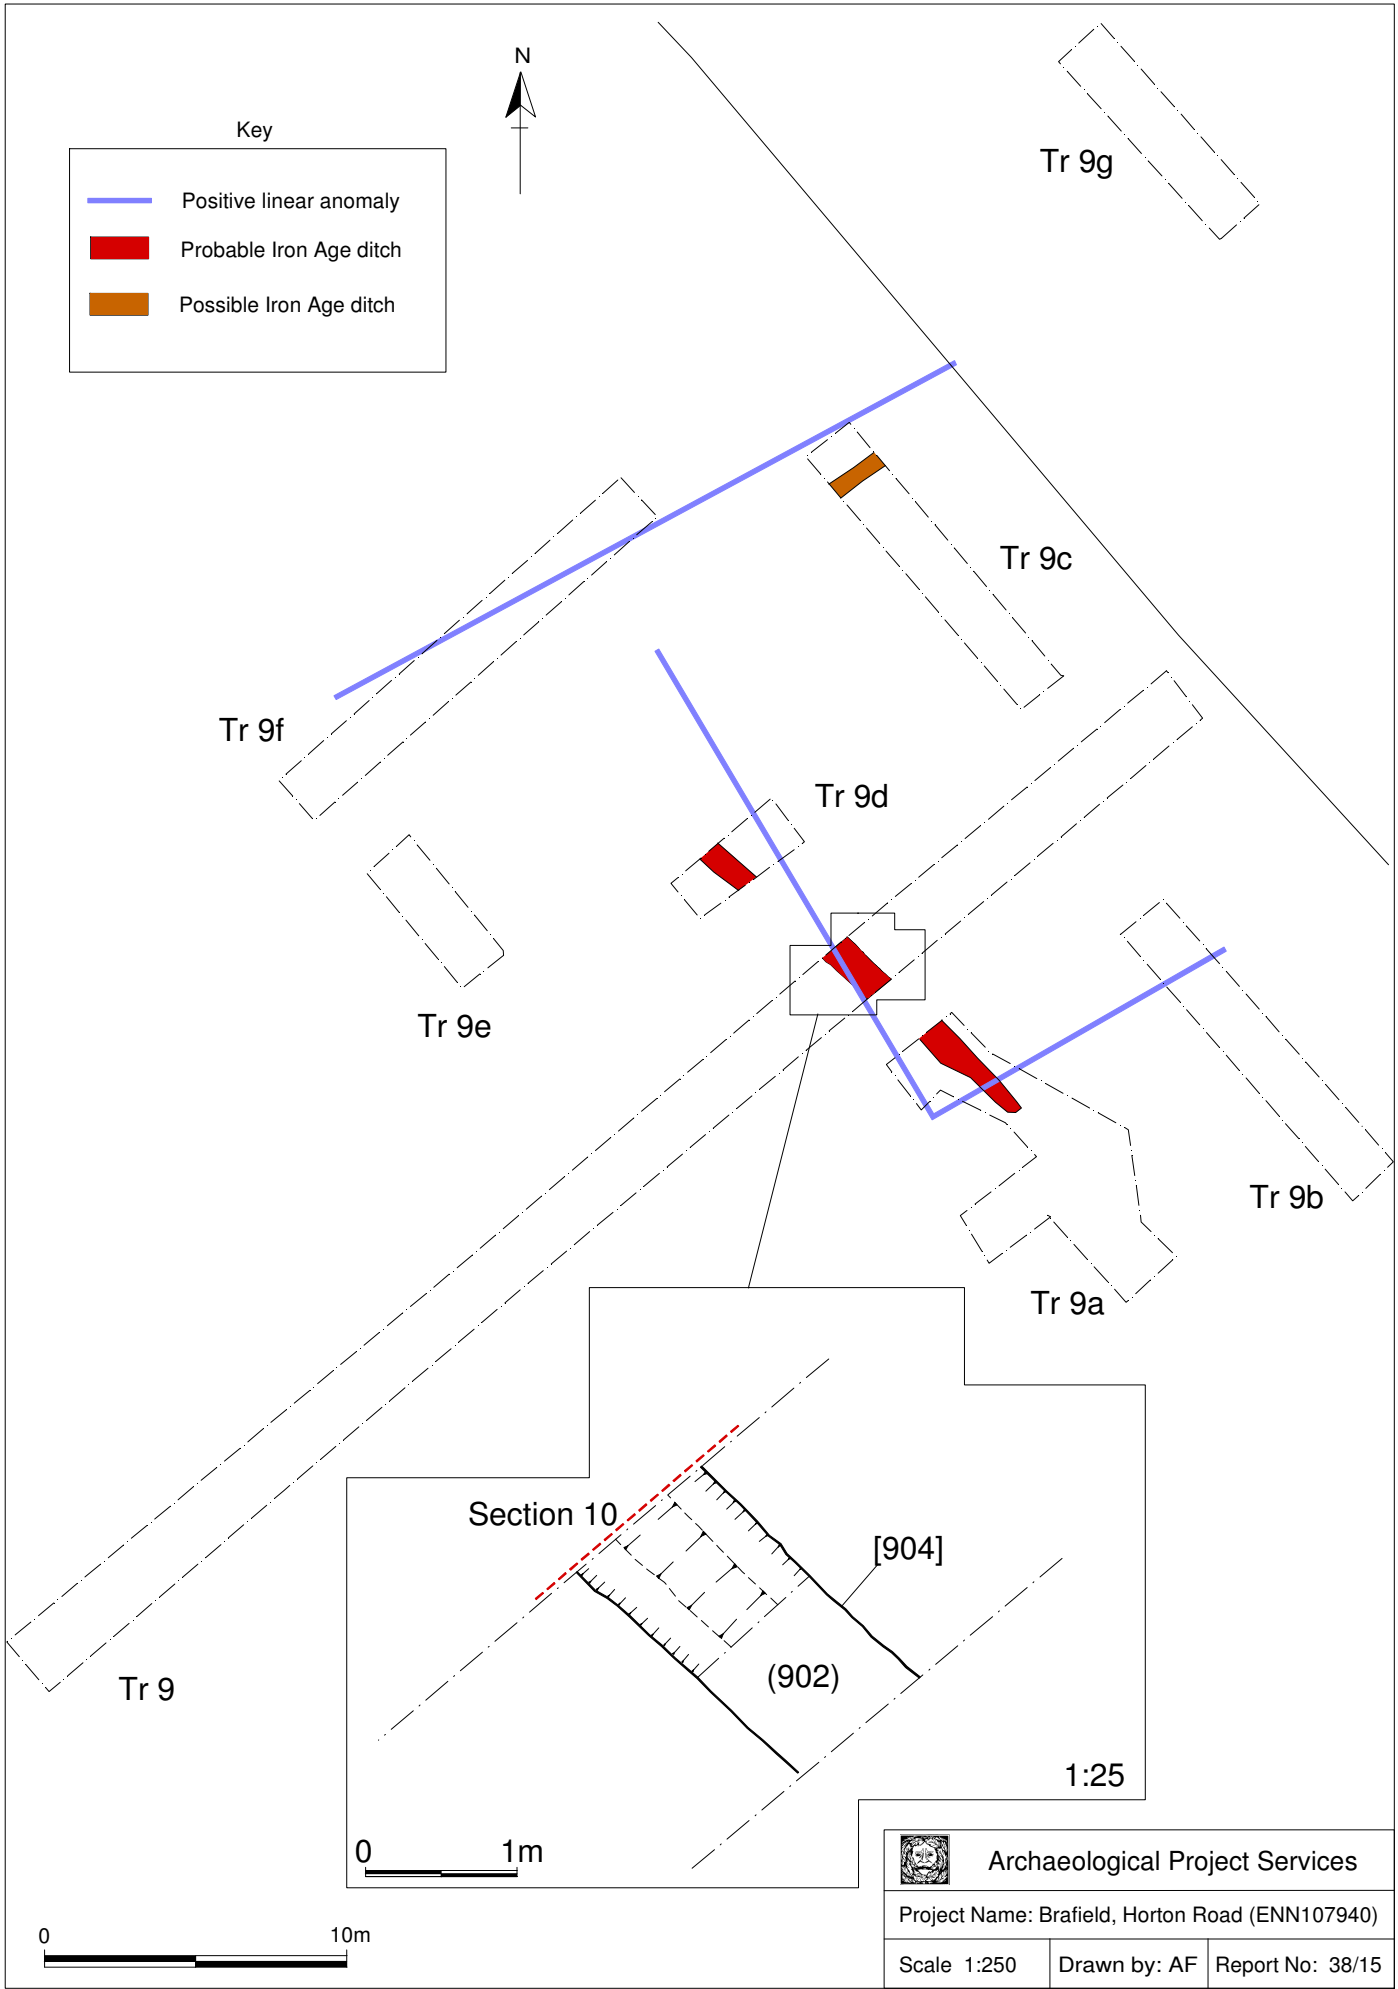 N
Key
Positive linear anomaly
Probable Iron Age ditch
Possible Iron Age ditch
Tr 9g
Tr 9c
Tr 9f
Tr 9d
Tr 9e
Tr 9b
Tr 9a
Section 10
[904]
(902)
Tr 9
1:25
0 1m
0 10m
Archaeological Project Services
Project Name: Brafield, Horton Road (ENN107940)
Scale 1:250
Drawn by: AF
Report No: 38/15